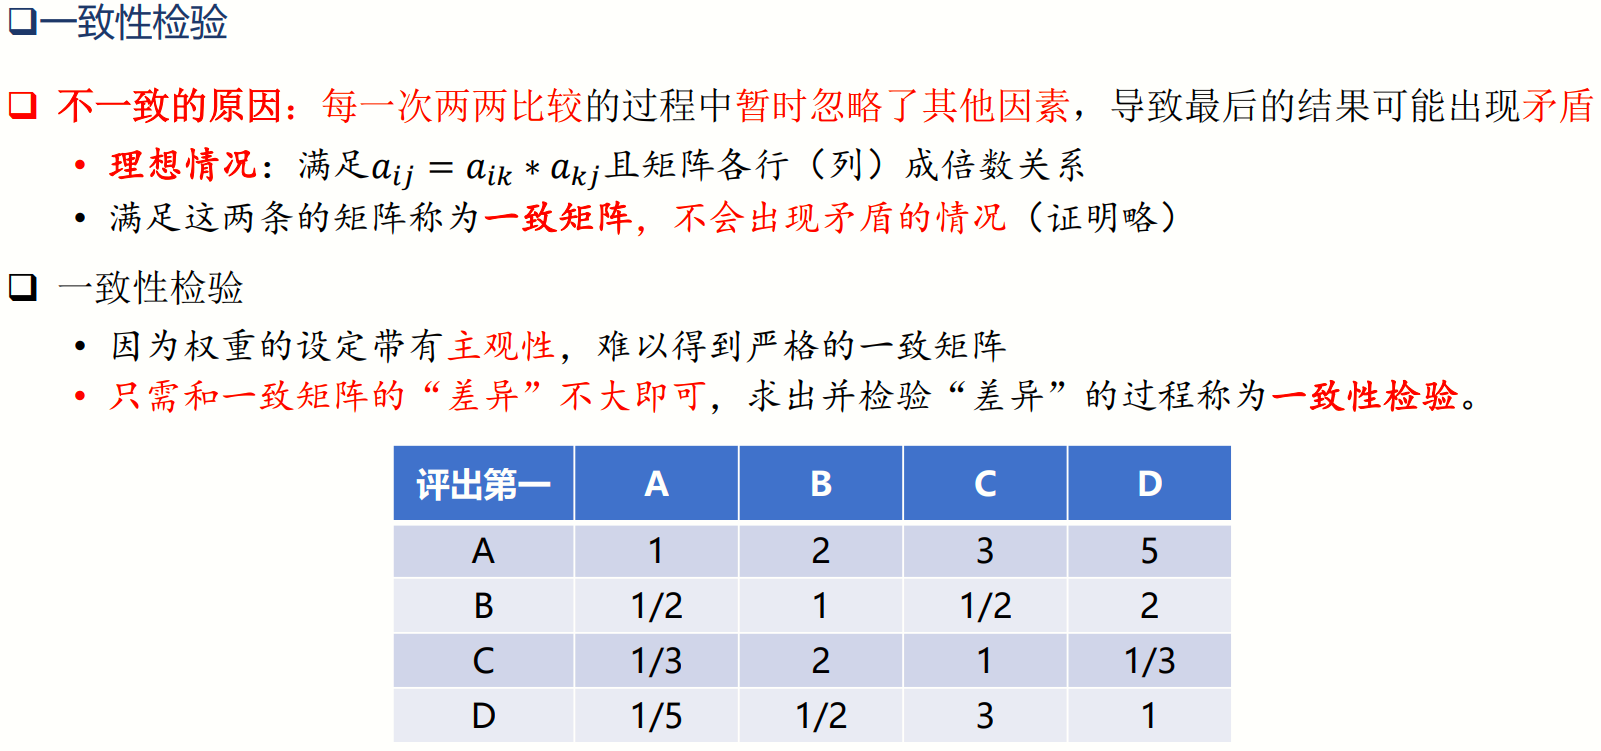 一致性检验
不一致的原因：每一次两两比较的过程中暂时忽略了其他因素，导致最后的结果可能出现矛盾
• 理想情况：满足a_{ij} = a_{ik} * a_{kj}且矩阵各行（列）成倍数关系
• 满足这两条的矩阵称为一致矩阵，不会出现矛盾的情况（证明略）
一致性检验
• 因为权重的设定带有主观性，难以得到严格的一致矩阵
• 只需和一致矩阵的“差异”不大即可，求出并检验“差异”的过程称为一致性检验。
评出第一 A B C D
A 1 2 3 5
B 1/2 1 1/2 2
C 1/3 2 1 1/3
D 1/5 1/2 3 1